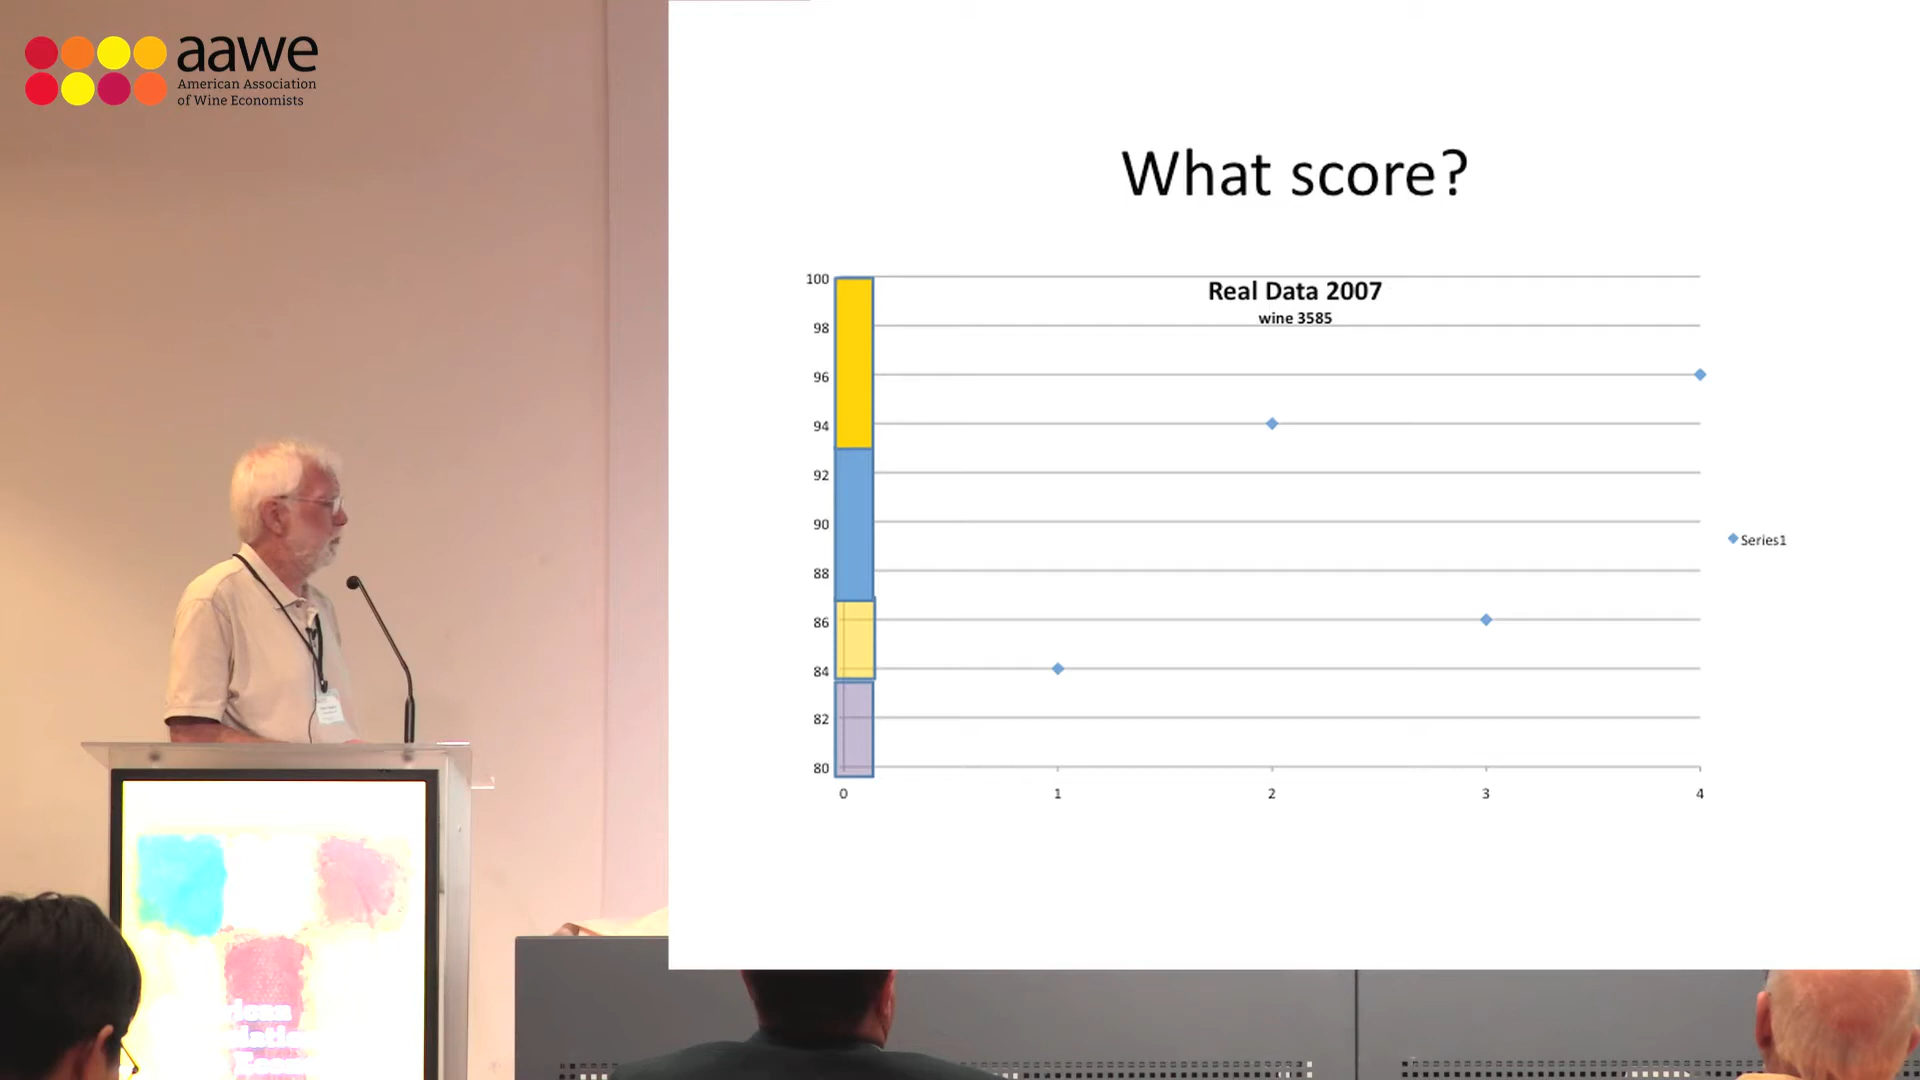 aawe
American Association
of Wine Economists
What score?
Real Data 2007
wine 3585
100
98
96
94
92
90
88
86
84
82
80
0
1
2
3
4
Series1